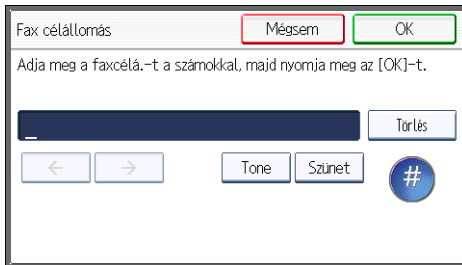 Fax célállomás Mégsem OK
Adja meg a faxcélá.-t a számokkal, majd nyomja meg az [OK]-t.
_ Törlés
← → Tone Szünet #